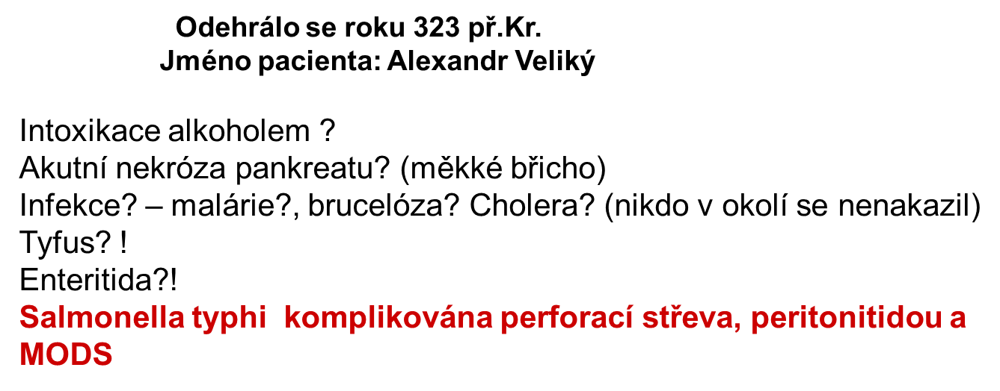 Odehrálo se roku 323 př.Kr.
Jméno pacienta: Alexandr Veliký
Intoxikace alkoholem ?
Akutní nekróza pankreatu? (měkké břicho)
Infekce? – malárie?, brucelóza? Cholera? (nikdo v okolí se nenakazil)
Tyfus? !
Enteritida?!
Salmonella typhi  komplikována perforací střeva, peritonitidou a
MODS